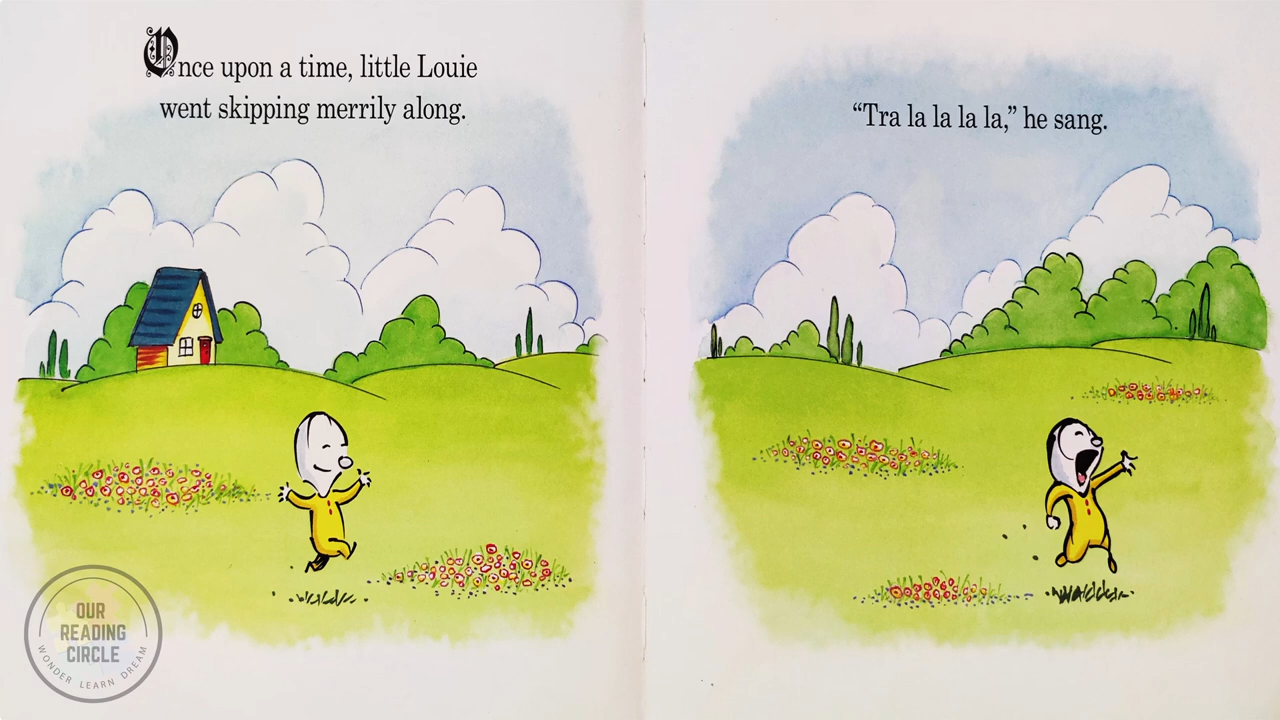 Once upon a time, little Louie
went skipping merrily along.
“Tra la la la la,” he sang.
OUR
READING
CIRCLE
WONDER LEARN DREAM